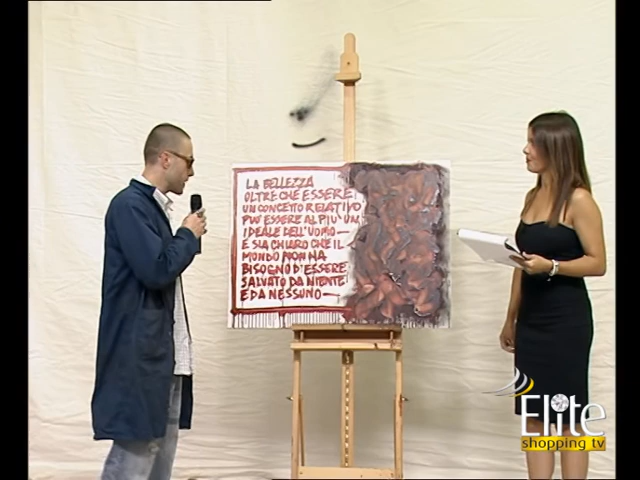 LA BELLEZZA
OLTRE CHE ESSERE
UN CONCETTO RELATIVO
PUÒ ESSERE AL PIU' UN
IDEALE DELL'UOMO—
E SIA CHIARO CHE IL
MONDO NON HA
BISOGNO D'ESSERE
SALVATO DA NIENTE
E DA NESSUNO—
Elite
shopping tv